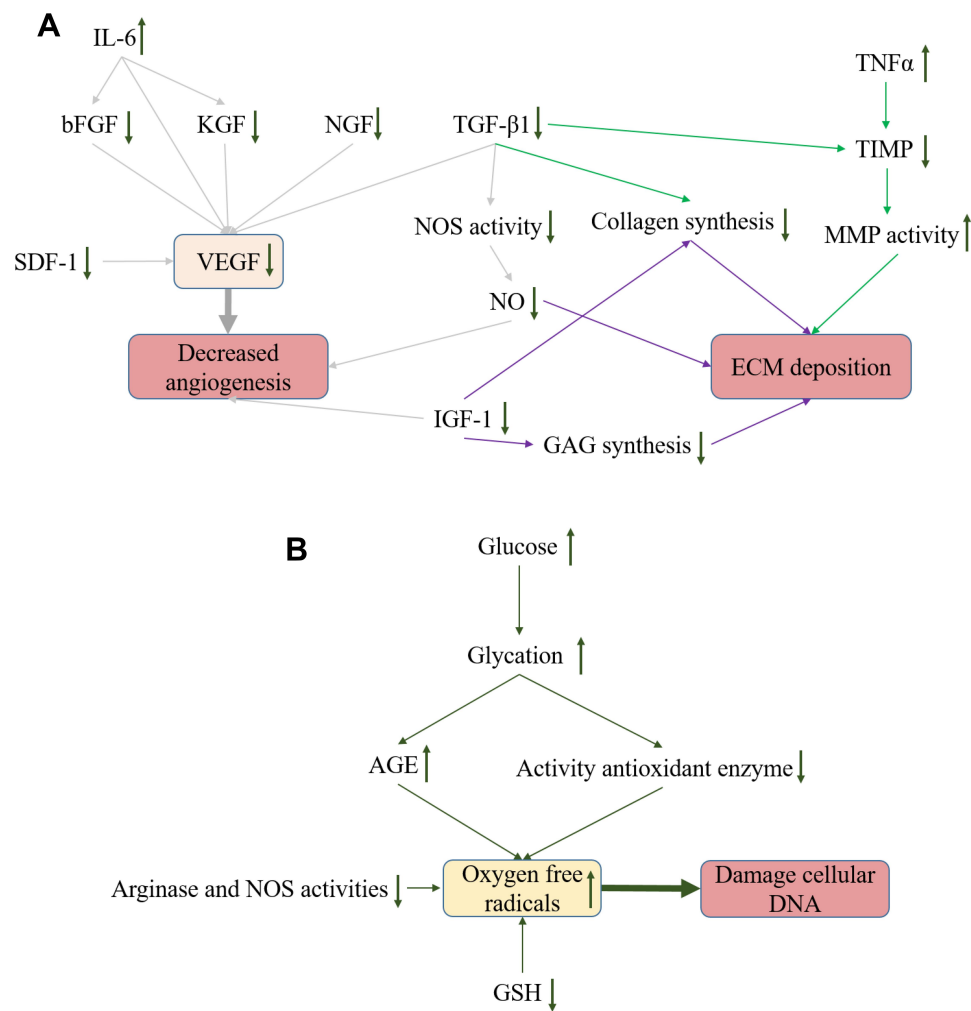 A
IL-6
TNFα
bFGF
KGF
NGF
TGF-β1
TIMP
NOS activity
Collagen synthesis
MMP activity
SDF-1
VEGF
NO
Decreased
angiogenesis
ECM deposition
IGF-1
GAG synthesis
B
Glucose
Glycation
AGE
Activity antioxidant enzyme
Arginase and NOS activities
Oxygen free
radicals
Damage cellular
DNA
GSH